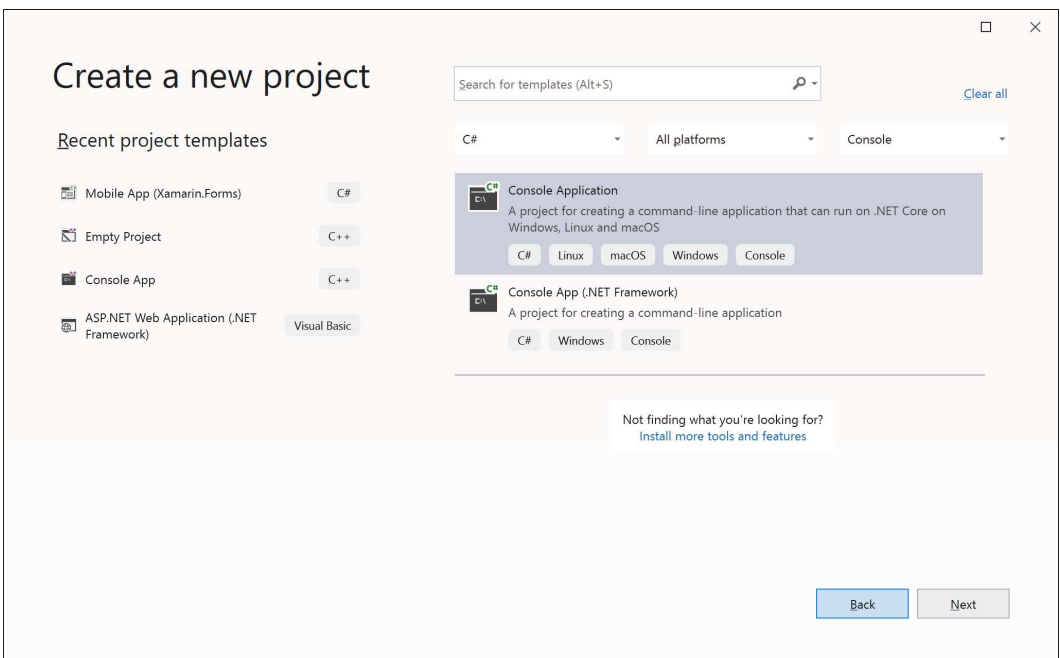 Create a new project
Search for templates (Alt+S)
Clear all
Recent project templates
C#
All platforms
Console
Mobile App (Xamarin.Forms)
C#
Empty Project
C++
Console App
C++
ASP.NET Web Application (.NET
Framework)
Visual Basic
C#
C:\
Console Application
A project for creating a command-line application that can run on .NET Core on
Windows, Linux and macOS
C# Linux macOS Windows Console
C#
C:\
Console App (.NET Framework)
A project for creating a command-line application
C# Windows Console
Not finding what you're looking for?
Install more tools and features
Back
Next